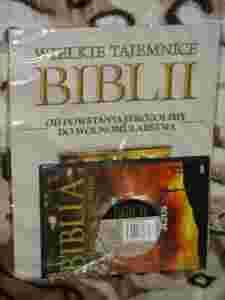 WIELKIE TAJEMNICE
BIBLII
OD POWSTANIA JEROZOLIMY
DO WOLNOMULARSTWA
BIBLIA